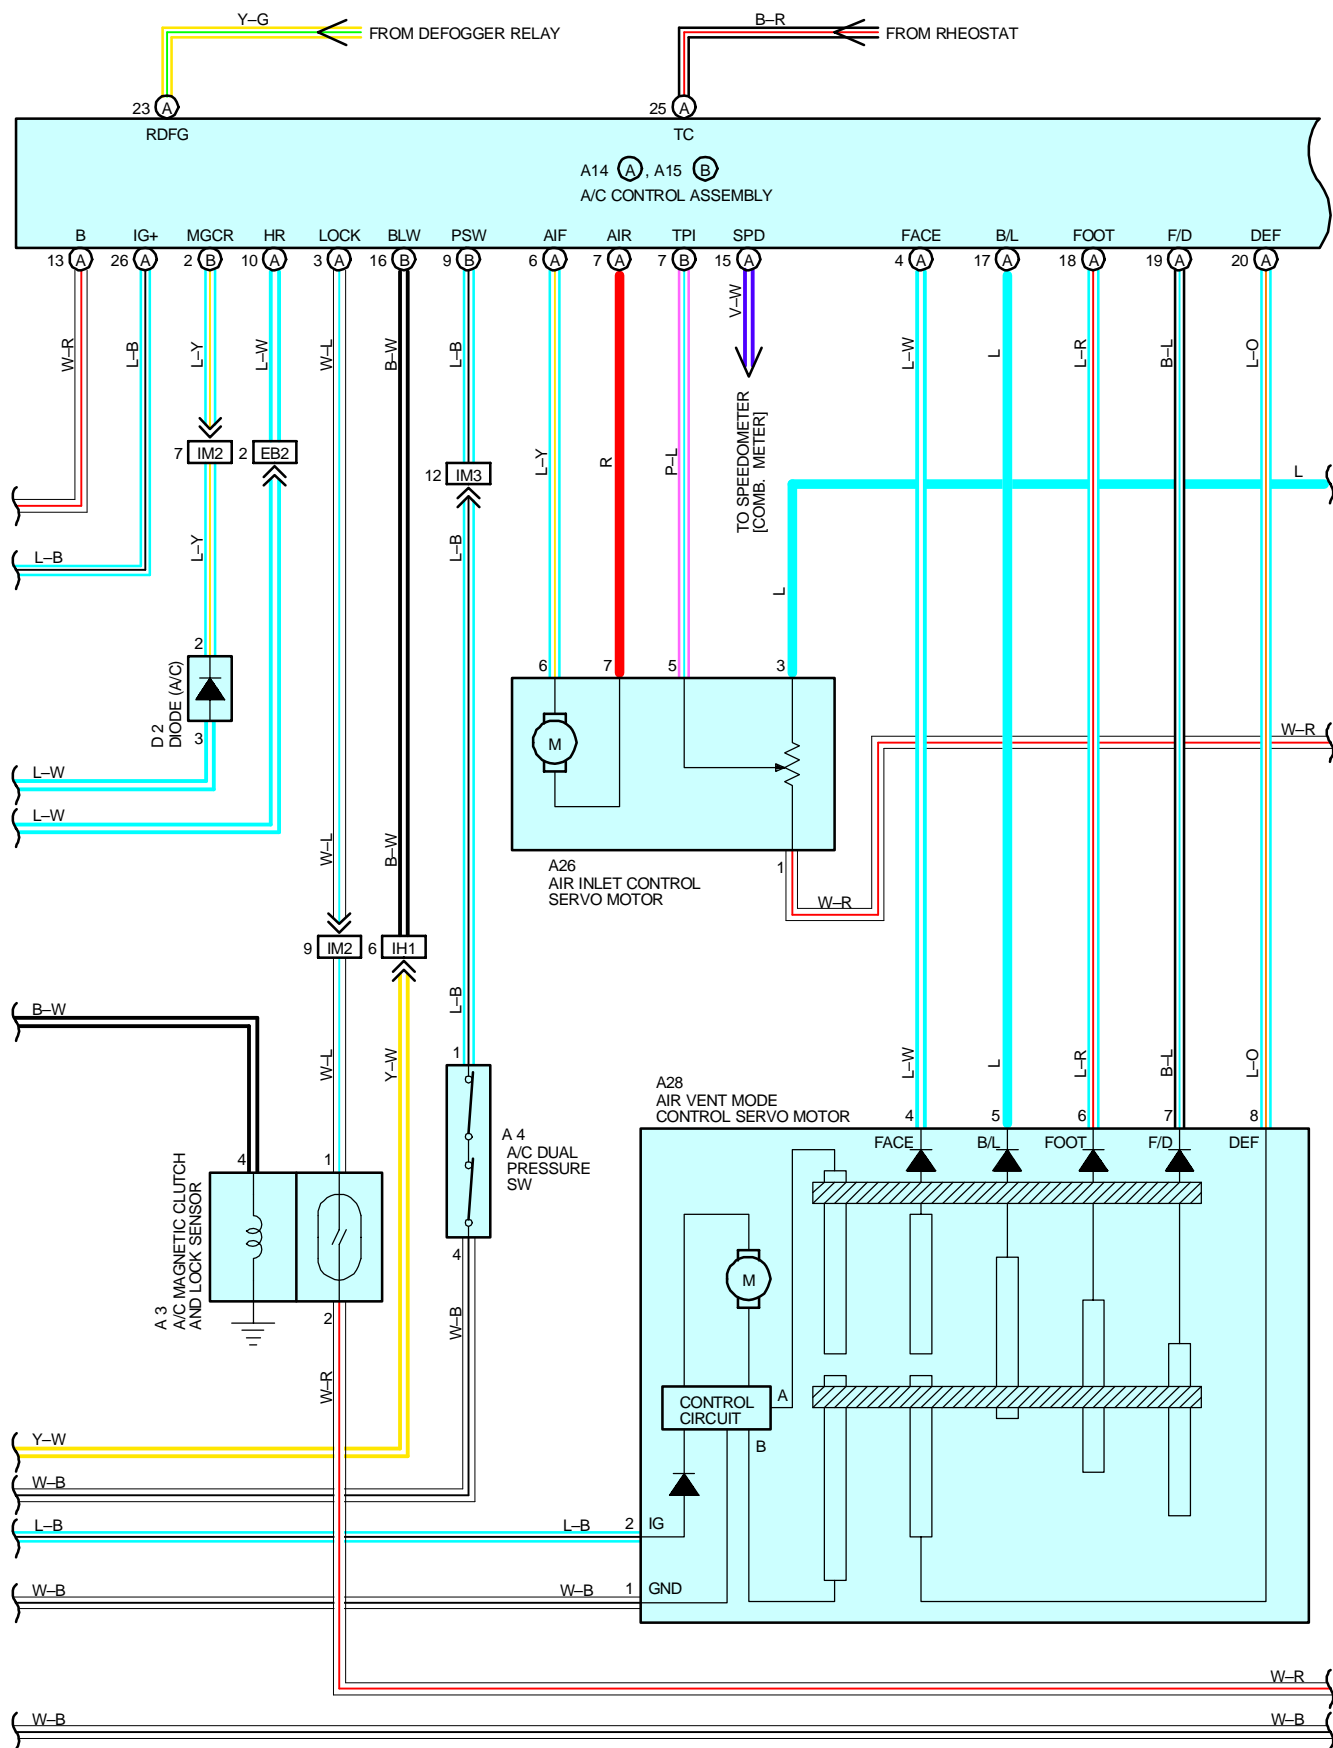 Y–G
FROM DEFOGGER RELAY
B–R
FROM RHEOSTAT
23 A
25 A
RDFG
TC
A14 A , A15 B
A/C CONTROL ASSEMBLY
B IG+ MGCR HR LOCK BLW PSW AIF AIR TPI SPD FACE B/L FOOT F/D DEF
13 A 26 A 2 B 10 A 3 A 16 B 9 B 6 A 7 A 7 B 15 A 4 A 17 A 18 A 19 A 20 A
W–R
L–B
L–Y
L–W
W–L
B–W
L–B
L–Y
R
P–L
V–W
TO SPEEDOMETER
[COMB. METER]
L–W
L
L–R
B–L
L–O
7 IM2
2 EB2
12 IM3
L
L–B
L–Y
L–B
L
2
D 2
DIODE (A/C)
3
6 7 5 3
M
W–R
L–W
L–W
A26
AIR INLET CONTROL
SERVO MOTOR
1
W–R
W–L
B–W
9 IM2
6 IH1
B–W
W–L
Y–W
L–B
L–W
L
L–R
B–L
L–O
1
A 4
A/C DUAL
PRESSURE
SW
4
A28
AIR VENT MODE
CONTROL SERVO MOTOR
4 5 6 7 8
FACE B/L FOOT F/D DEF
4 1
A 3
A/C MAGNETIC CLUTCH
AND LOCK SENSOR
2
M
W–R
W–B
CONTROL
CIRCUIT
A
B
Y–W
W–B
L–B
L–B
2 IG
W–B
W–B
1 GND
W–R
W–B
W–B